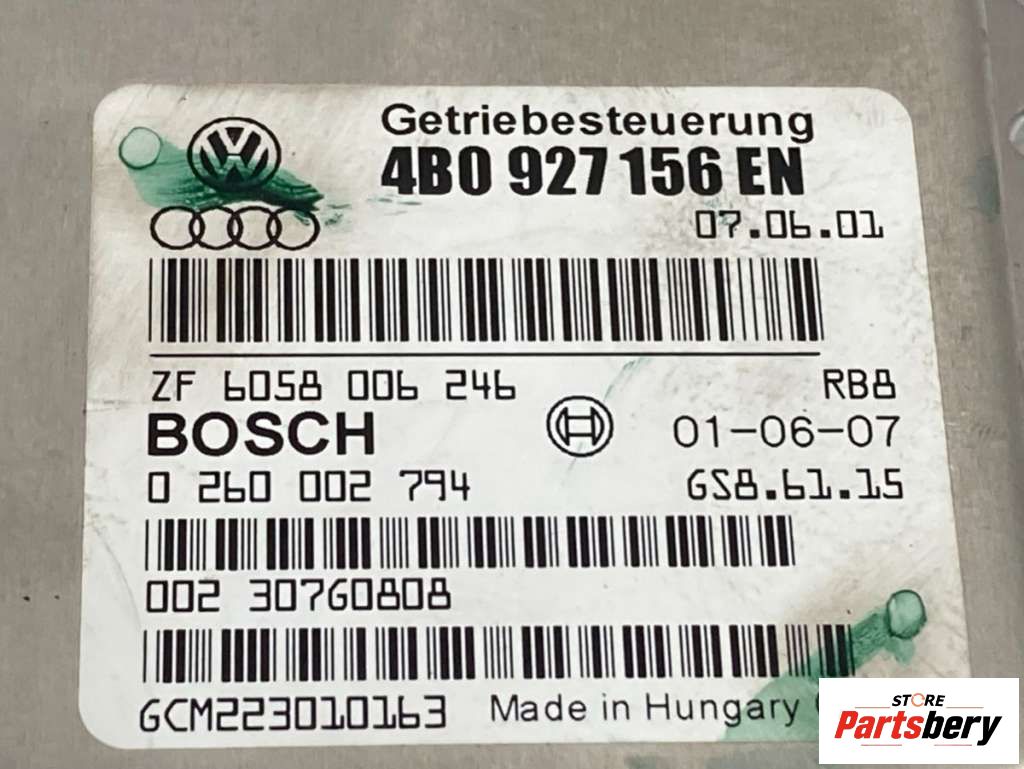 Getriebesteuerung
4B0 927 156 EN
07.06.01
ZF 6058 006 246 RB8
BOSCH 01-06-07
0 260 002 794 GS8.61.15
002 30760808
GCM223010163 Made in Hungary
STORE
Partsbery